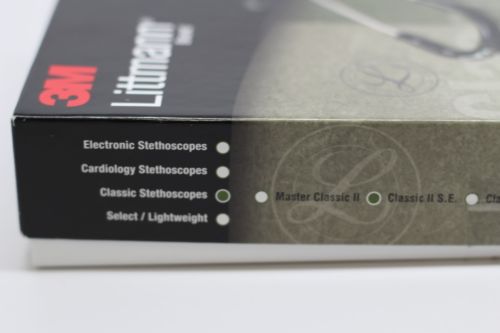 3M
Littmann
Electronic Stethoscopes
Cardiology Stethoscopes
Classic Stethoscopes
Master Classic II
Classic II S.E.
Select / Lightweight
L
L